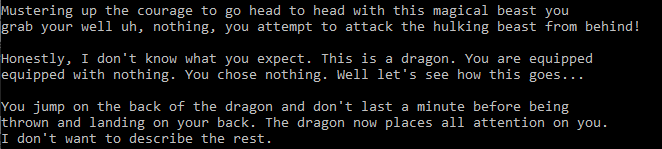 Mustering up the courage to go head to head with this magical beast you
grab your well uh, nothing, you attempt to attack the hulking beast from behind!
Honestly, I don't know what you expect. This is a dragon. You are equipped
equipped with nothing. You chose nothing. Well let's see how this goes...
You jump on the back of the dragon and don't last a minute before being
thrown and landing on your back. The dragon now places all attention on you.
I don't want to describe the rest.